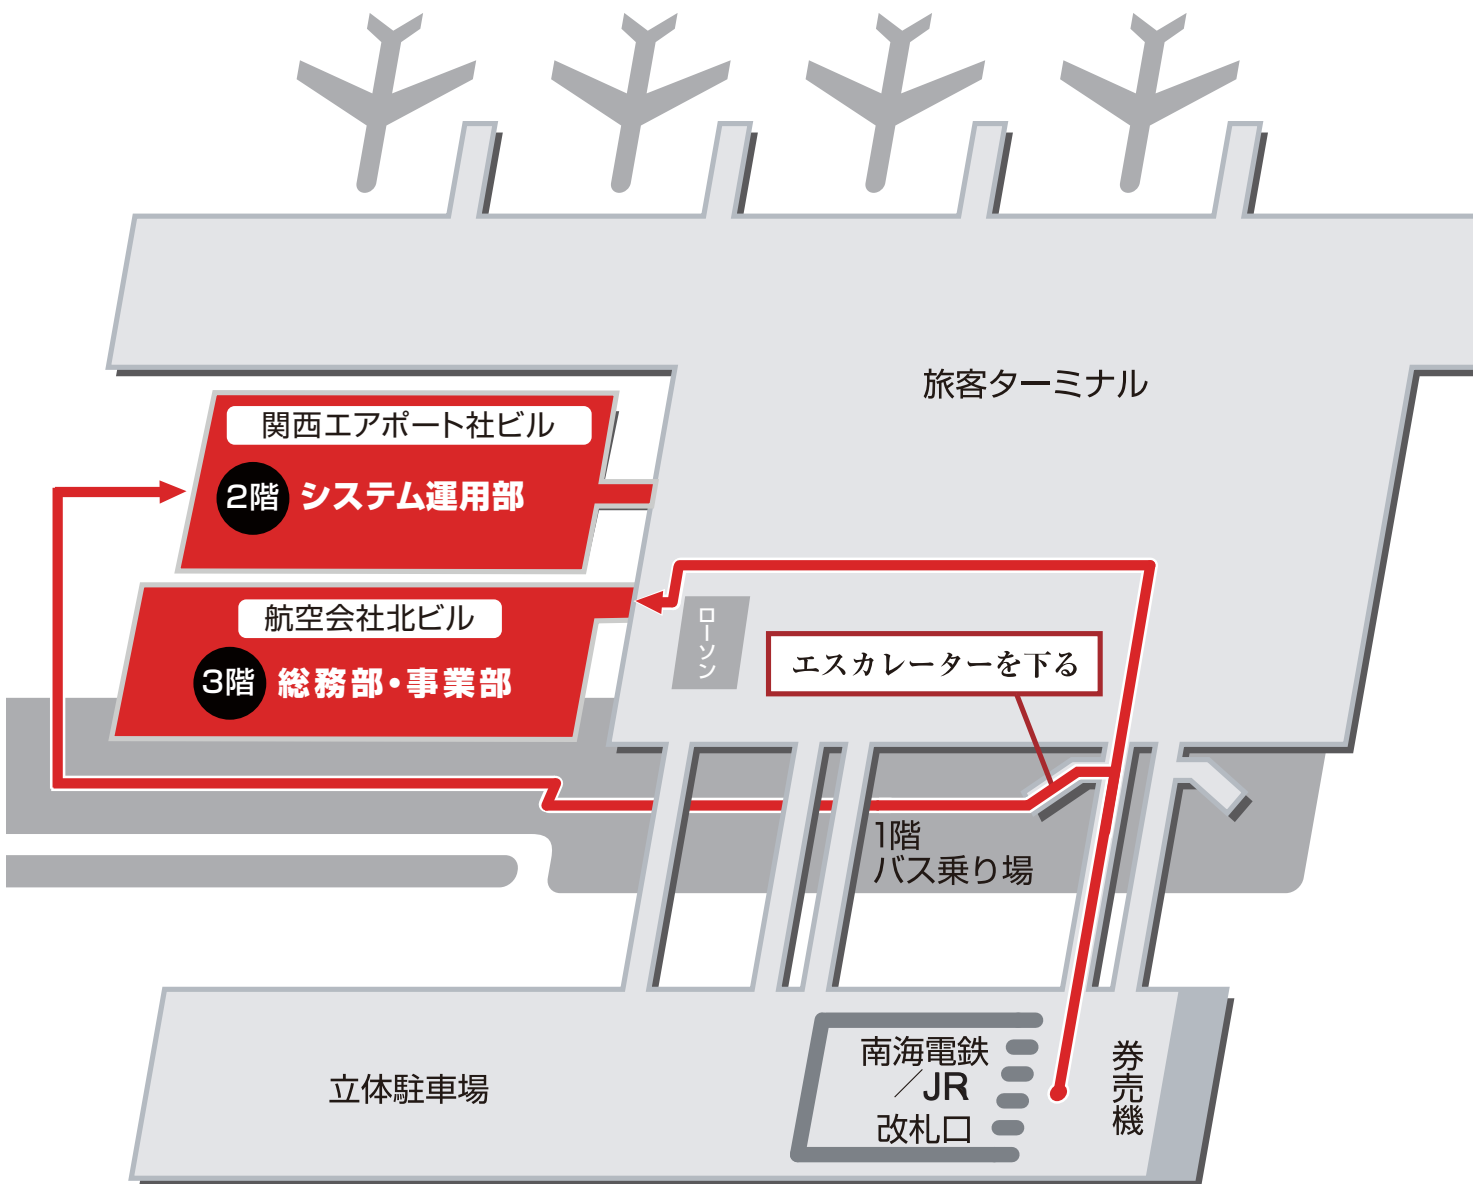 旅客ターミナル
関西エアポート社ビル
2階 システム運用部
航空会社北ビル
3階 総務部・事業部
ローソン
エスカレーターを下る
1階
バス乗り場
立体駐車場
南海電鉄
／JR
改札口
券売機